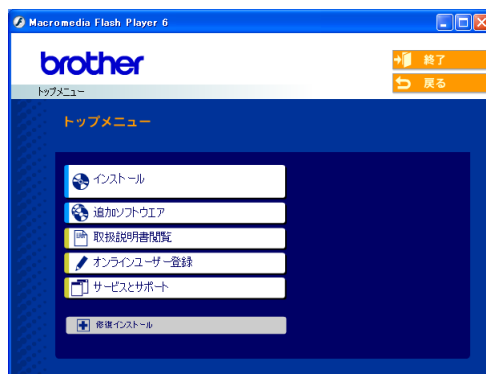 Macromedia Flash Player 6
brother
終了
戻る
トップメニュー
トップメニュー
インストール
追加ソフトウエア
取扱説明書閲覧
オンラインユーザー登録
サービスとサポート
修復インストール